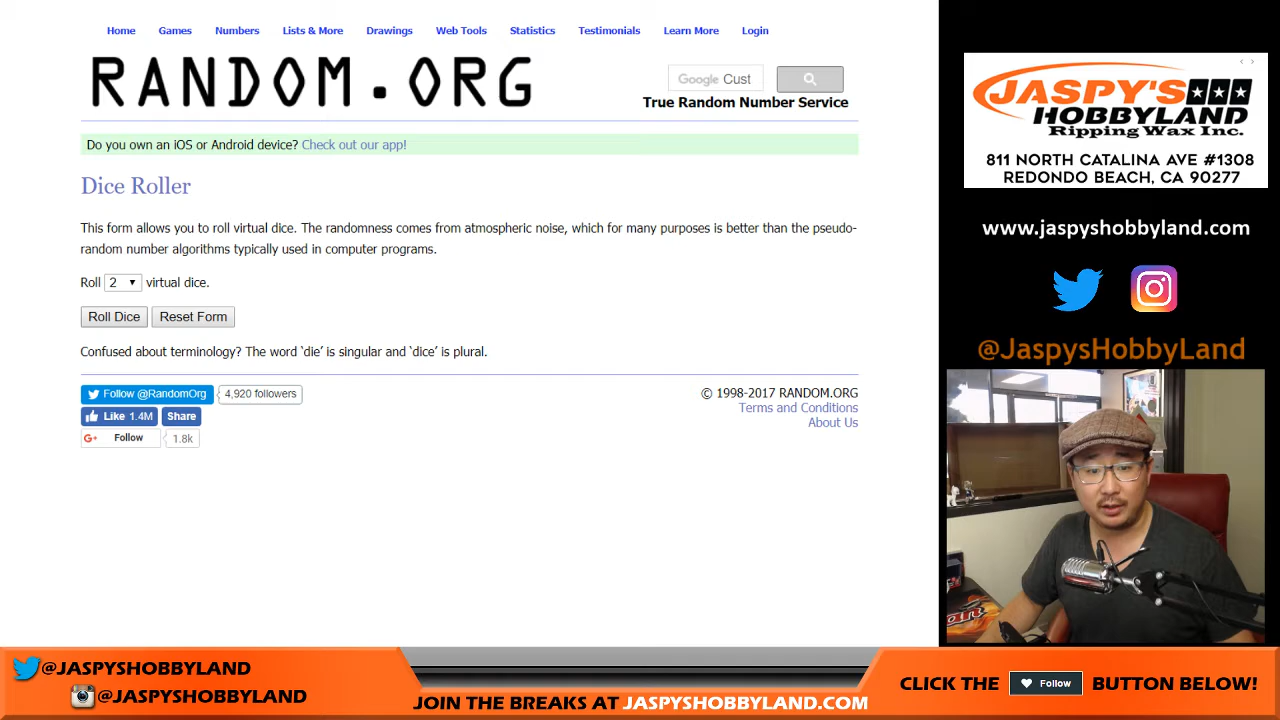 Home Games Numbers Lists & More Drawings Web Tools Statistics Testimonials Learn More Login
RANDOM.ORG
Google Cust
True Random Number Service
Do you own an iOS or Android device? Check out our app!
Dice Roller
This form allows you to roll virtual dice. The randomness comes from atmospheric noise, which for many purposes is better than the pseudo-
random number algorithms typically used in computer programs.
Roll 2 virtual dice.
Roll Dice Reset Form
Confused about terminology? The word ‘die’ is singular and ‘dice’ is plural.
Follow @RandomOrg 4,920 followers
Like 1.4M Share
G+ Follow 1.8k
© 1998-2017 RANDOM.ORG
Terms and Conditions
About Us
JASPY'S
HOBBYLAND
Ripping Wax Inc.
811 NORTH CATALINA AVE #1308
REDONDO BEACH, CA 90277
www.jaspyshobbyland.com
@JaspysHobbyLand
@JASPYSHOBBYLAND
@JASPYSHOBBYLAND
JOIN THE BREAKS AT JASPYSHOBBYLAND.COM
CLICK THE Follow BUTTON BELOW!